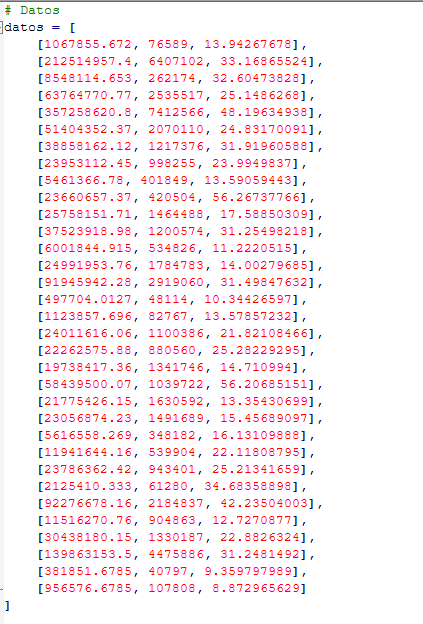 # Datos
datos = [
[1067855.672, 76589, 13.94267678],
[212514957.4, 6407102, 33.16865524],
[8548114.653, 262174, 32.60473828],
[63764770.77, 2535517, 25.1486268],
[357258620.8, 7412566, 48.19634938],
[51404352.37, 2070110, 24.83170091],
[38858162.12, 1217376, 31.91960588],
[23953112.45, 998255, 23.9949837],
[5461366.78, 401849, 13.59059443],
[23660657.37, 420504, 56.26737766],
[25758151.71, 1464488, 17.58850309],
[37523918.98, 1200574, 31.25498218],
[6001844.915, 534826, 11.2220515],
[24991953.76, 1784783, 14.00279685],
[91945942.28, 2919060, 31.49847632],
[497704.0127, 48114, 10.34426597],
[1123857.696, 82767, 13.57857232],
[24011616.06, 1100386, 21.82108466],
[22262575.88, 880560, 25.28229295],
[19738417.36, 1341746, 14.710994],
[58439500.07, 1039722, 56.20685151],
[21775426.15, 1630592, 13.35430699],
[23056874.23, 1491689, 15.45689097],
[5616558.269, 348182, 16.13109888],
[11941644.16, 539904, 22.11808795],
[23786362.42, 943401, 25.21341659],
[2125410.333, 61280, 34.68358898],
[92276678.16, 2184837, 42.23504003],
[11516270.76, 904863, 12.7270877],
[30438180.15, 1330187, 22.8826324],
[139863153.5, 4475886, 31.2481492],
[381851.6785, 40797, 9.359797989],
[956576.6785, 107808, 8.872965629]
]